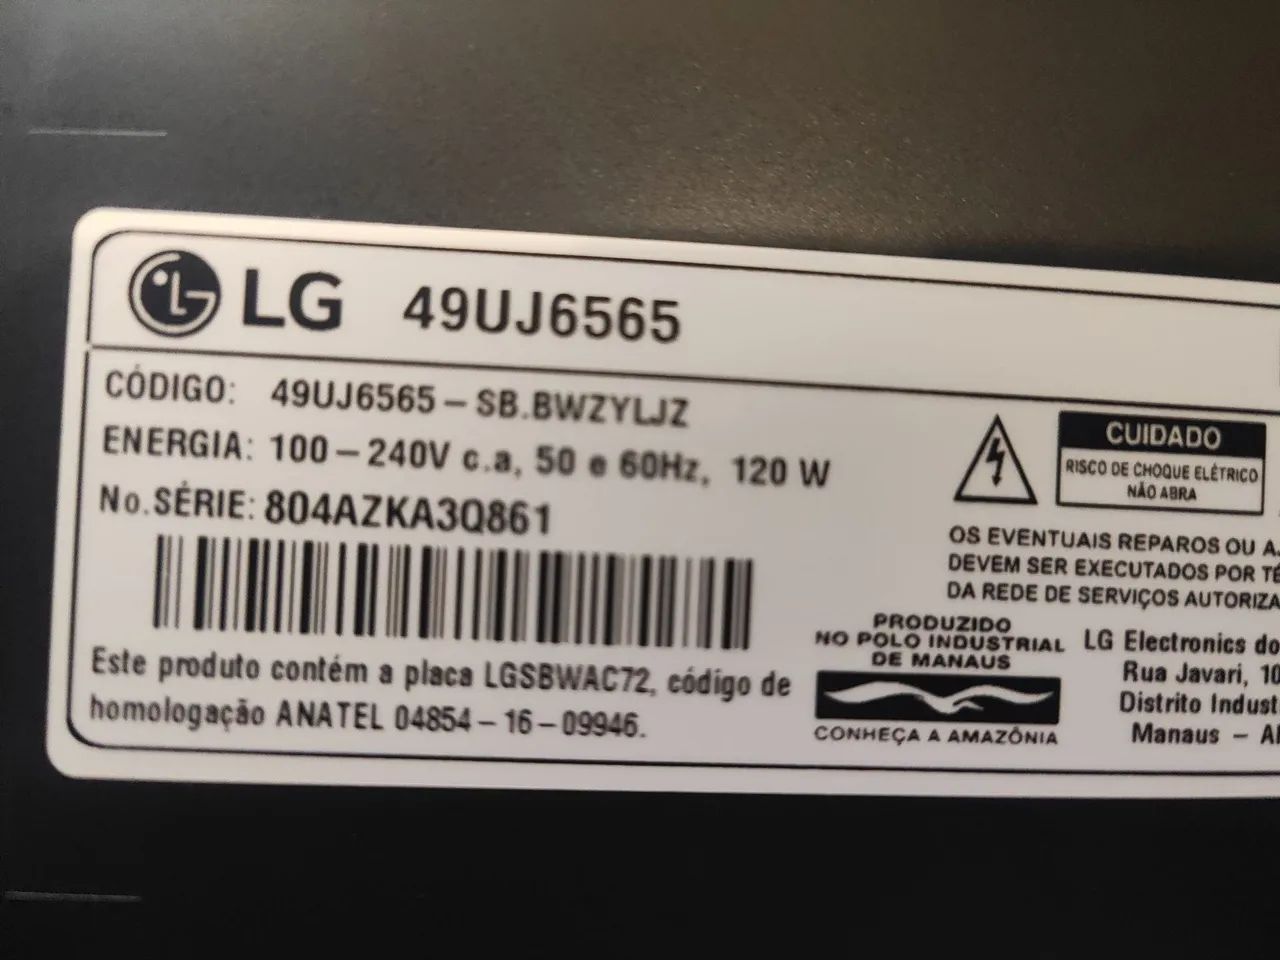 LG 49UJ6565
CÓDIGO: 49UJ6565-SB.BWZYLJZ
ENERGIA: 100-240V c.a, 50 e 60Hz, 120 W
No.SÉRIE: 804AZKA3Q861
Este produto contém a placa LGSBWAC72, código de
homologação ANATEL 04854-16-09946.
CUIDADO
RISCO DE CHOQUE ELÉTRICO
NÃO ABRA
OS EVENTUAIS REPAROS OU
DEVEM SER EXECUTADOS POR
DA REDE DE SERVIÇOS
PRODUZIDO
NO POLO INDUSTRIAL
DE MANAUS
CONHEÇA A AMAZÔNIA
LG Electronics do
Rua Javari,
Distrito
Manaus -